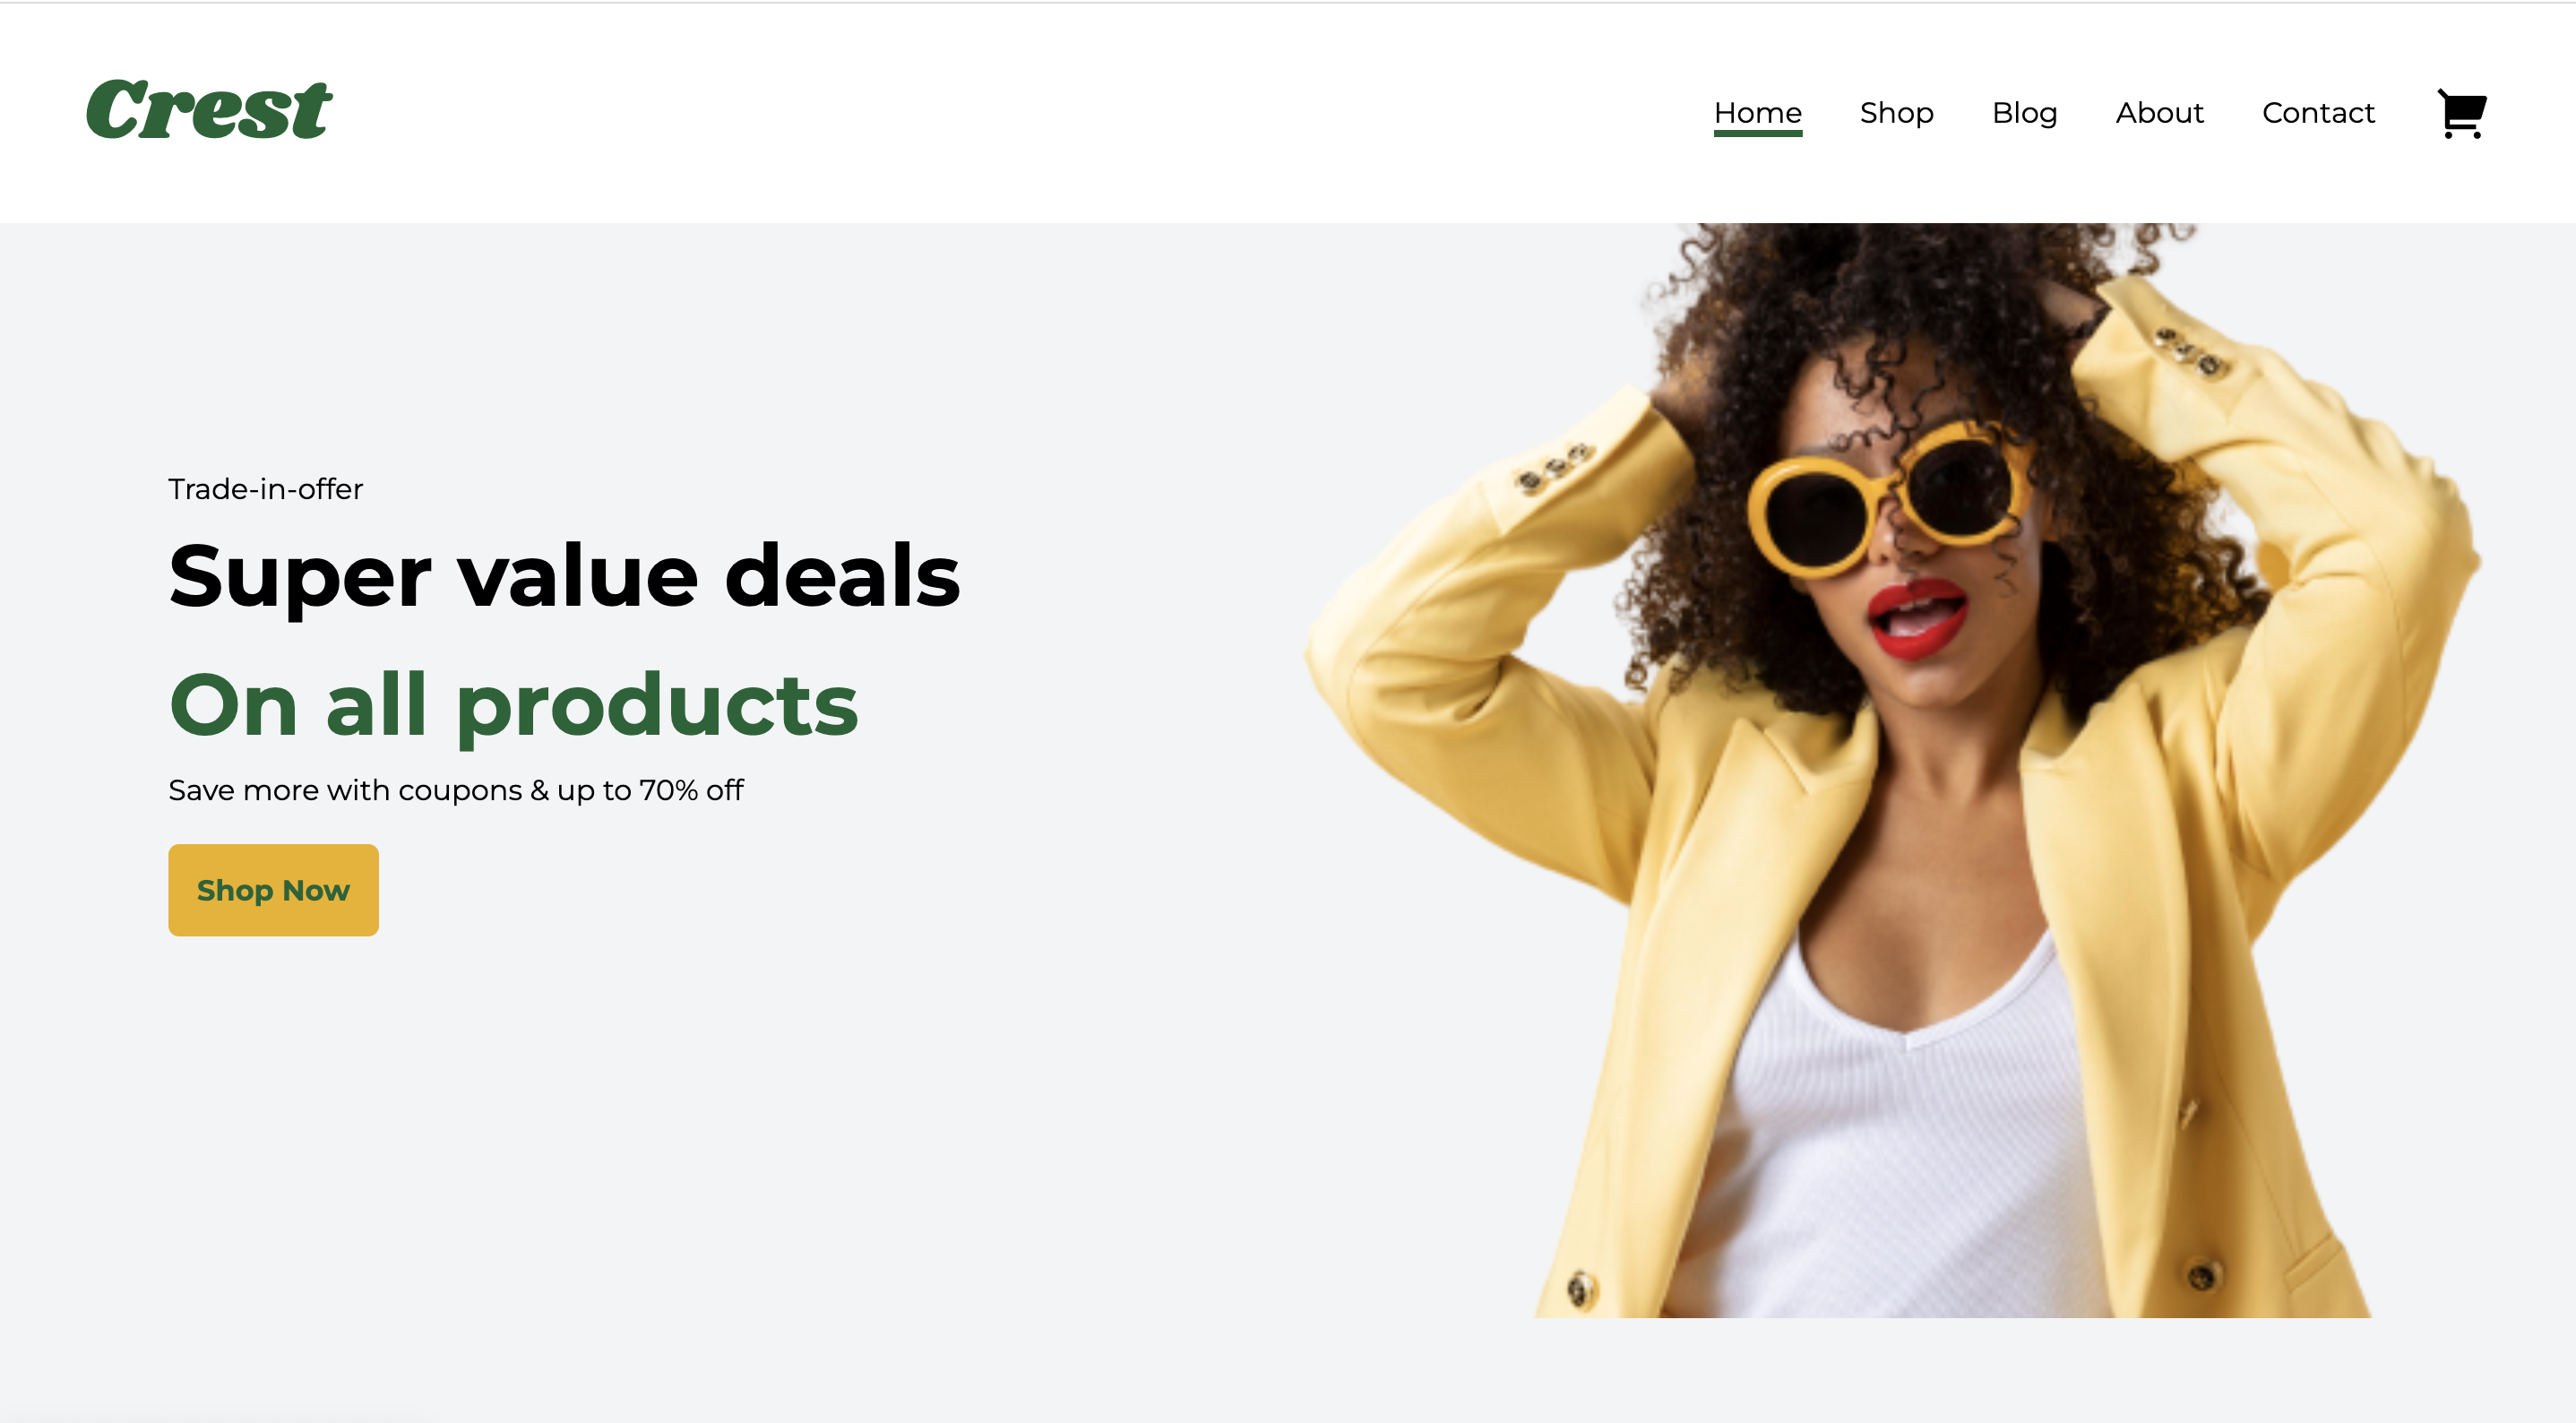 Crest
Home Shop Blog About Contact
Trade-in-offer
Super value deals
On all products
Save more with coupons & up to 70% off
Shop Now